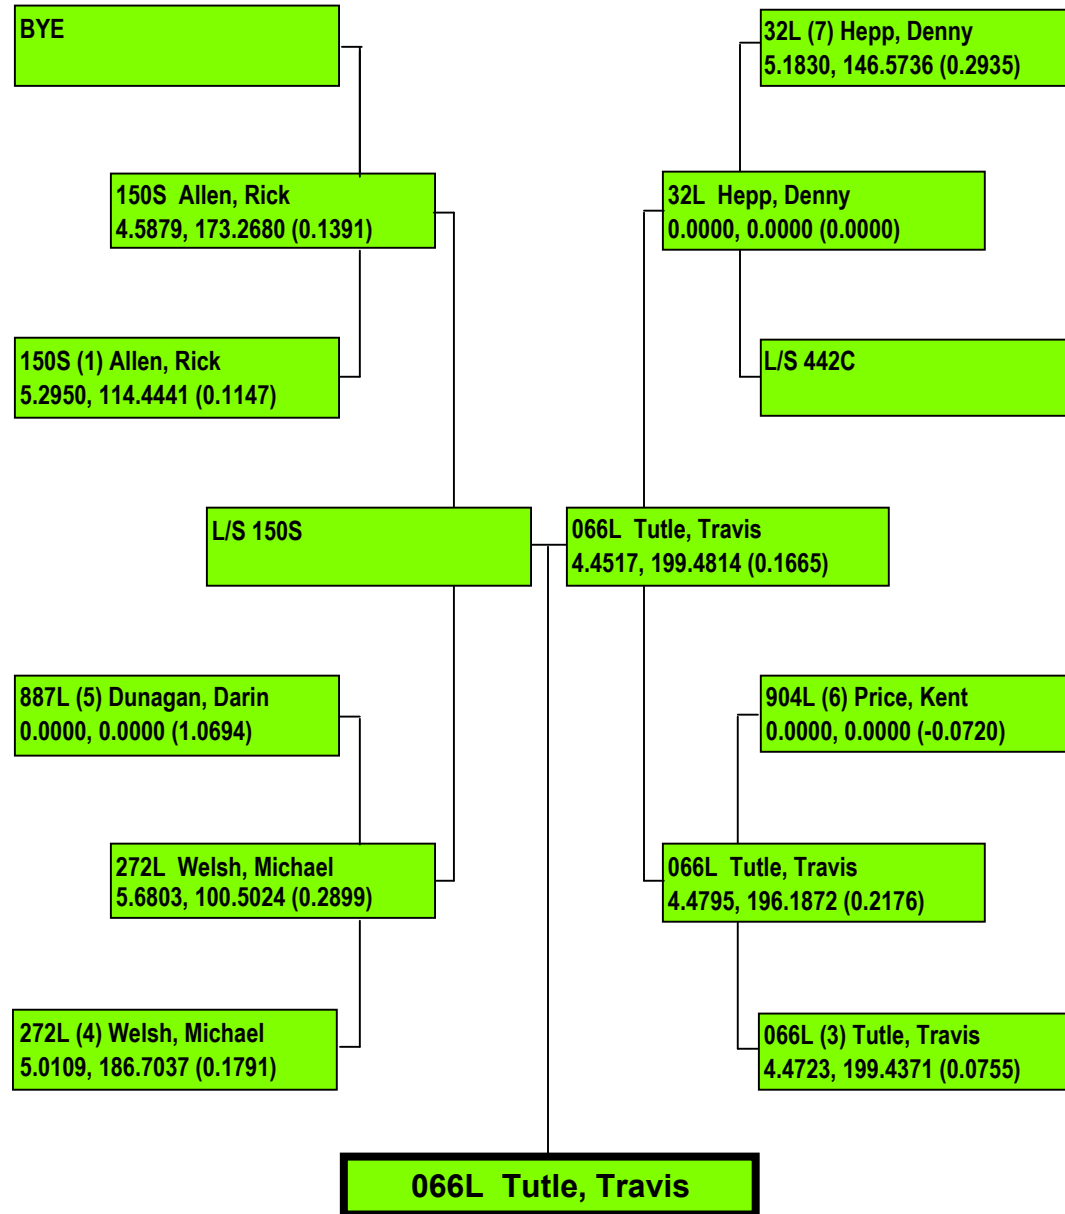 BYE
32L (7) Hepp, Denny
5.1830, 146.5736 (0.2935)
150S Allen, Rick
4.5879, 173.2680 (0.1391)
32L Hepp, Denny
0.0000, 0.0000 (0.0000)
150S (1) Allen, Rick
5.2950, 114.4441 (0.1147)
L/S 442C
L/S 150S
066L Tutle, Travis
4.4517, 199.4814 (0.1665)
887L (5) Dunagan, Darin
0.0000, 0.0000 (1.0694)
904L (6) Price, Kent
0.0000, 0.0000 (-0.0720)
272L Welsh, Michael
5.6803, 100.5024 (0.2899)
066L Tutle, Travis
4.4795, 196.1872 (0.2176)
272L (4) Welsh, Michael
5.0109, 186.7037 (0.1791)
066L (3) Tutle, Travis
4.4723, 199.4371 (0.0755)
066L Tutle, Travis